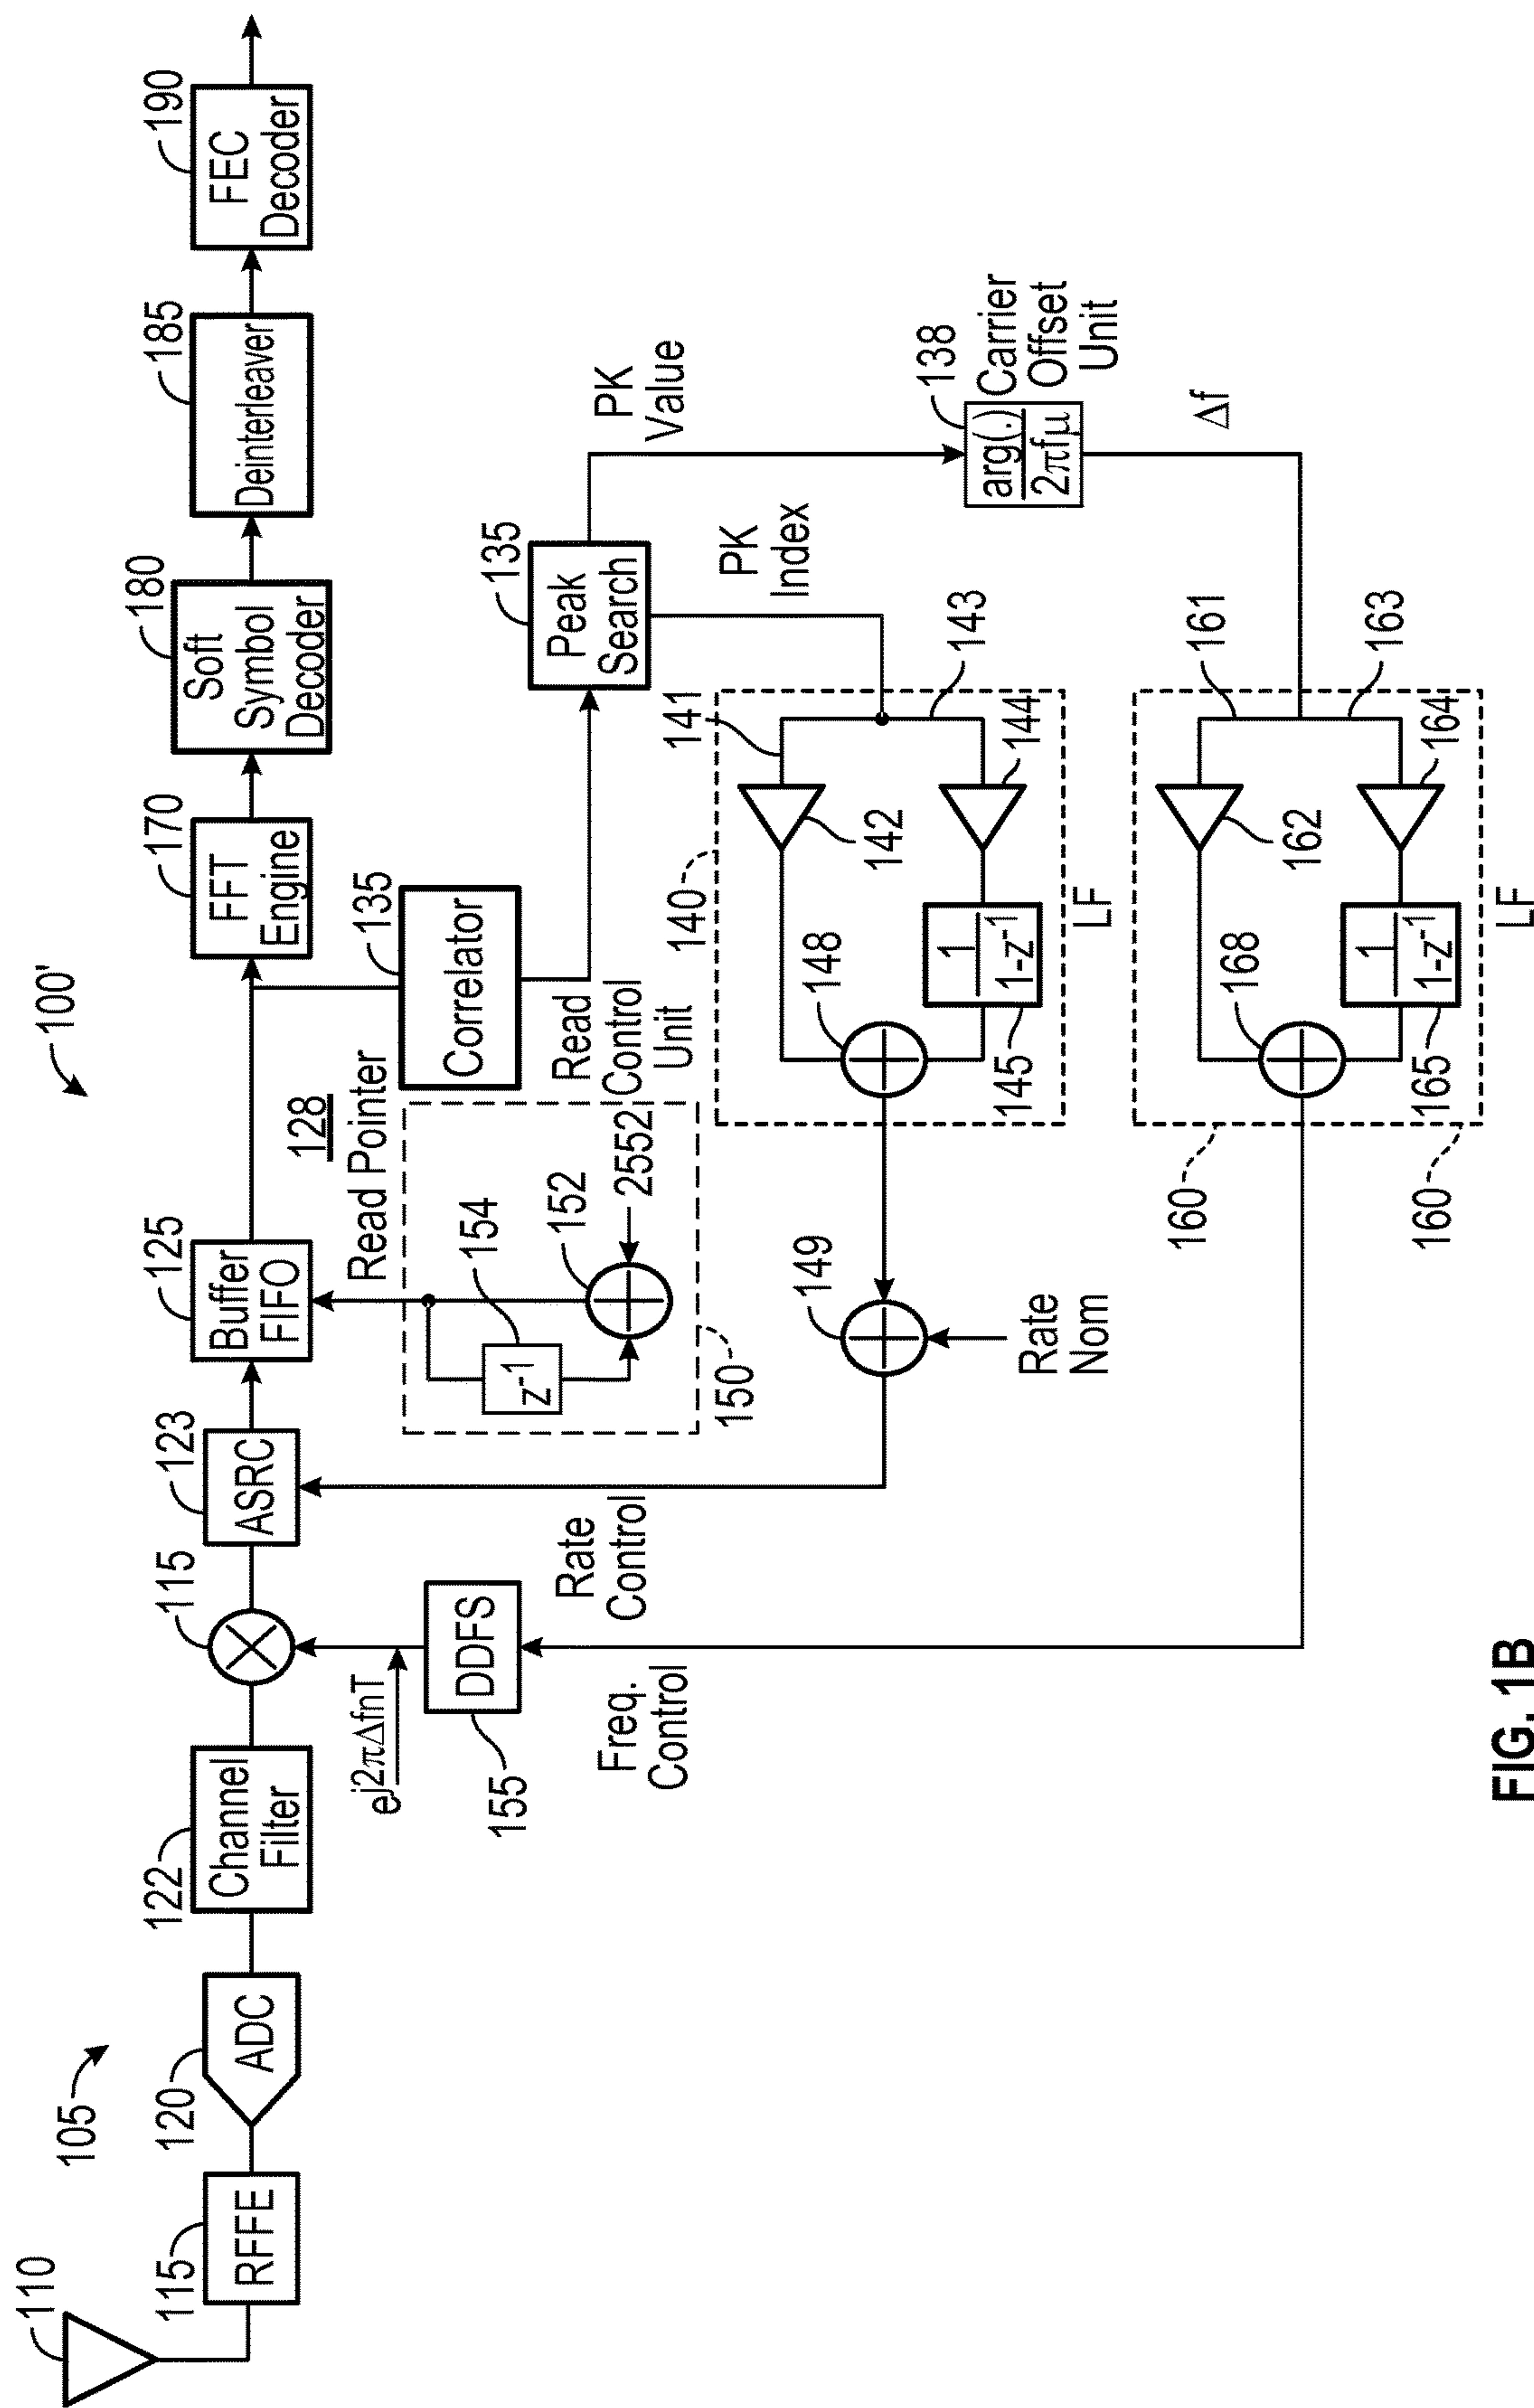 100'
105
110
115
RFFE
120
ADC
122
Channel
Filter
115
123
ASRC
125
Buffer
FIFO
128
170
FFT
Engine
180
Soft
Symbol
Decoder
185
Deinterleaver
190
FEC
Decoder
e^{j2πΔfnT}
155
DDFS
Freq.
Control
Rate
Control
Read Pointer
154
z^{-1}
152
2552
150
Read
Control
Unit
135
Correlator
135
Peak
Search
PK
Value
PK
Index
138
arg(.)
2πfμ
Carrier
Offset
Unit
Δf
149
Rate
Nom
140
141
142
143
144
148
145
1
1-z^{-1}
LF
160
160
161
162
163
164
168
165
1
1-z^{-1}
LF
FIG. 1B